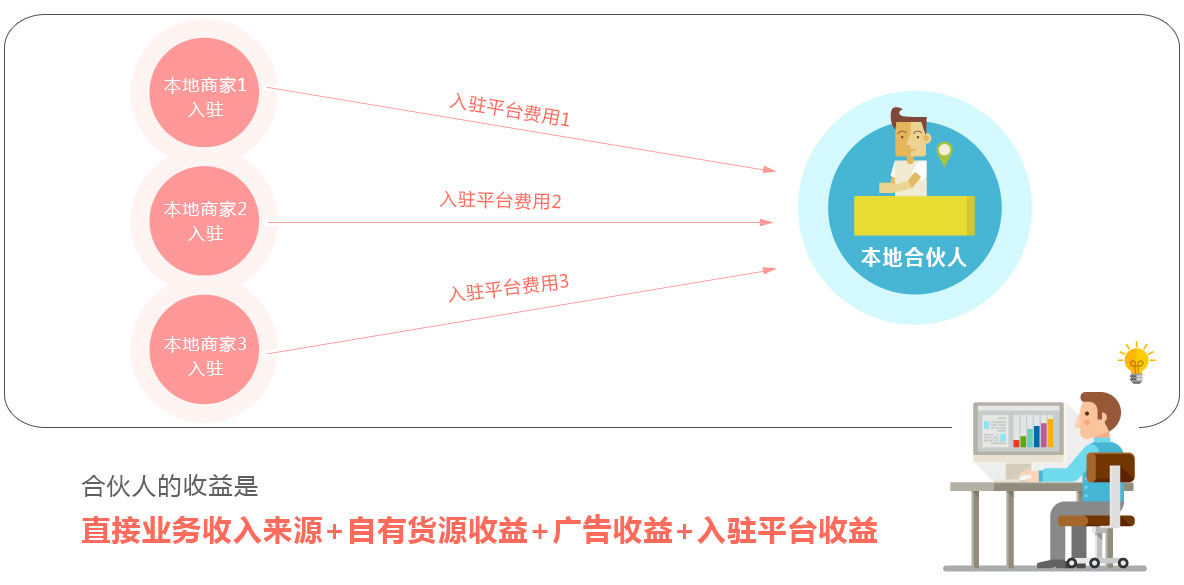 本地商家1
入驻
入驻平台费用1
本地商家2
入驻
入驻平台费用2
本地商家3
入驻
入驻平台费用3
本地合伙人
合伙人的收益是
直接业务收入来源+自有货源收益+广告收益+入驻平台收益